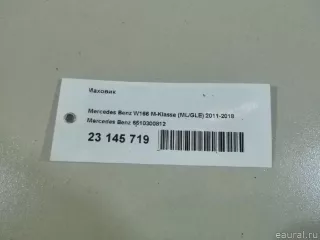 Маховик
Mercedes Benz W166 M-Klasse (ML/GLE) 2011-2018
Mercedes Benz 6510300912
23 145 719
eaural.ru